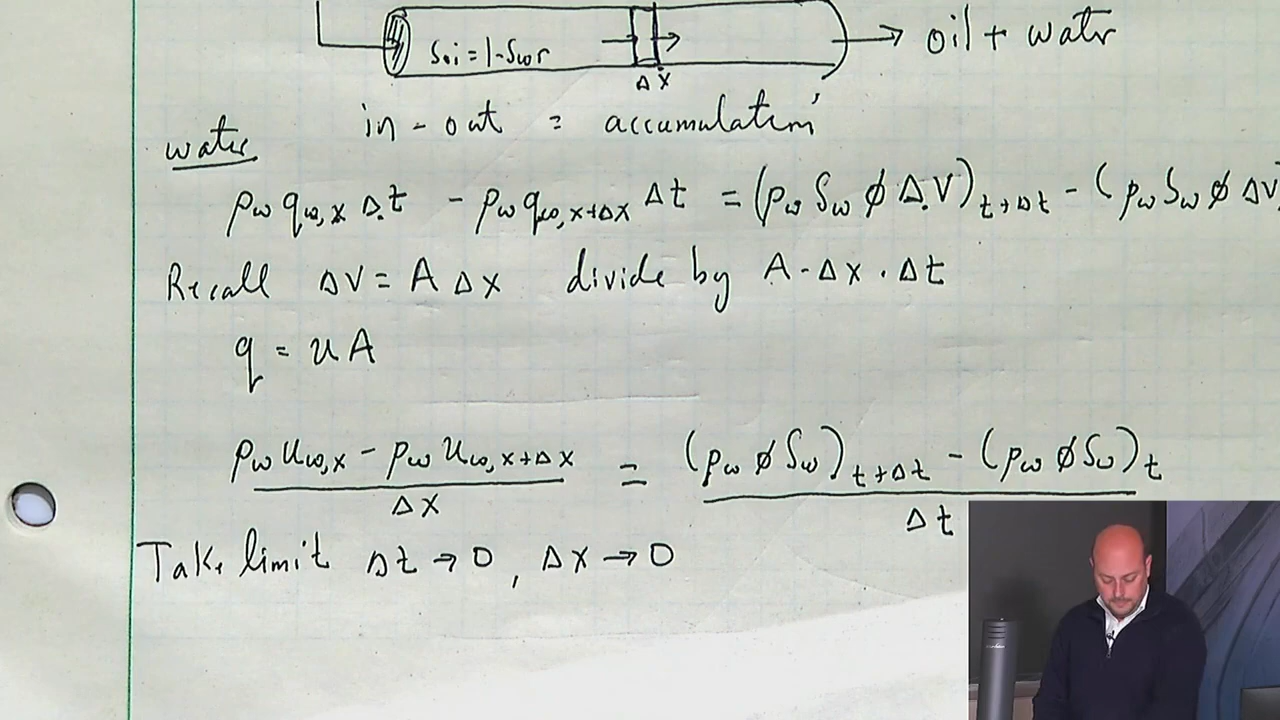 Soi = 1 - Swr
Δx
oil + water
in - out = accumulation
water
ρw qw,x Δt - ρw qw,x+Δx Δt = (ρw Sw ϕ ΔV)t+Δt - (ρw Sw ϕ ΔV
Recall ΔV = A Δx divide by A · Δx · Δt
q = uA
ρw uw,x - ρw uw,x+Δx / Δx = (ρw ϕ Sw)t+Δt - (ρw ϕ Sw)t / Δt
Take limit Δt → 0, Δx → 0